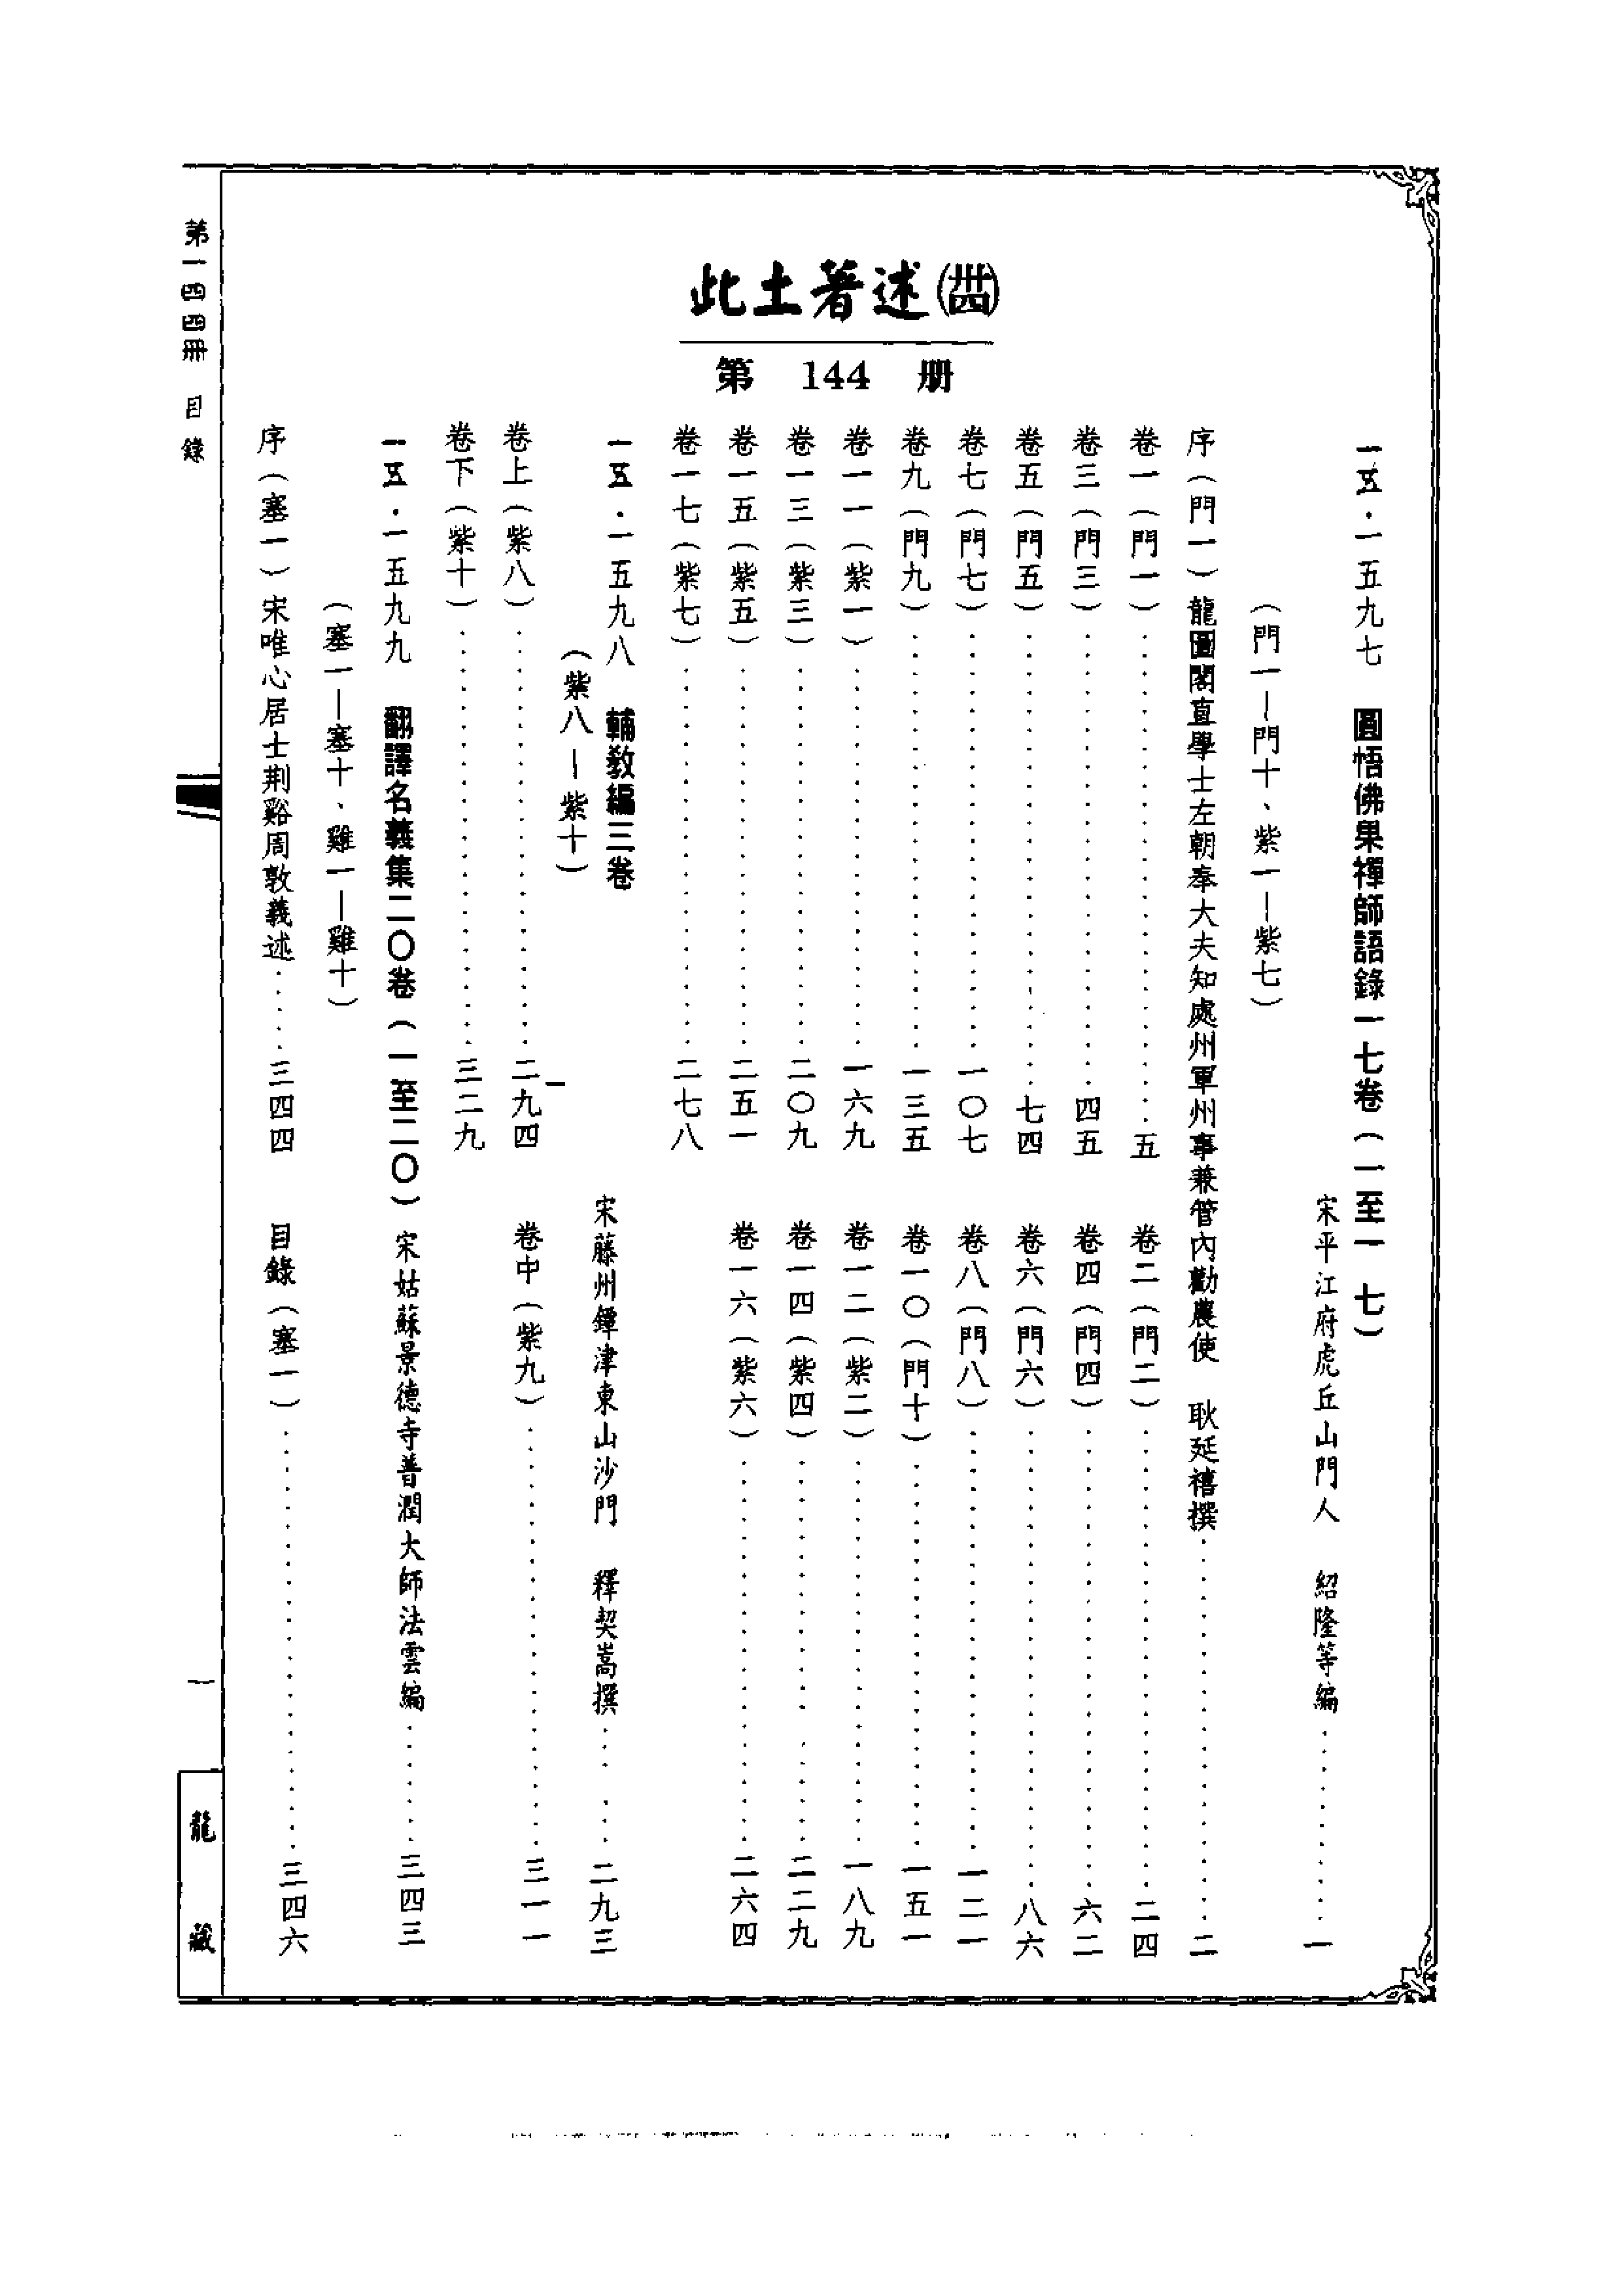 此土著述(卌四)
第 144 册
一五·一五九七 圓悟佛果禪師語錄一七卷(一至一七)
宋平江府虎丘山門人 紹隆等編…………一
(門一—門十、紫一—紫七)
序(門一)龍圖閣直學士左朝奉大夫知處州軍州事兼管內勸農使 耿延禧撰…………二
卷一(門一)…………五 卷二(門二)…………二四
卷三(門三)…………四五 卷四(門四)…………六二
卷五(門五)…………七四 卷六(門六)…………八六
卷七(門七)…………一〇七 卷八(門八)…………一二一
卷九(門九)…………一三五 卷一〇(門十)…………一五一
卷一一(紫一)…………一六九 卷一二(紫二)…………一八九
卷一三(紫三)…………二〇九 卷一四(紫四)…………二二九
卷一五(紫五)…………二五一 卷一六(紫六)…………二六四
卷一七(紫七)…………二七八
一五·一五九八 輔教編三卷 宋藤州鐔津東山沙門 釋契嵩撰…………二九三
(紫八—紫十)
卷上(紫八)…………二九四 卷中(紫九)…………三一一
卷下(紫十)…………三二九
一五·一五九九 翻譯名義集二〇卷(一至二〇)宋姑蘇景德寺普潤大師法雲編…………三四三
(塞一—塞十、雞一—雞十)
序(塞一)宋唯心居士荆谿周敦義述……三四四 目錄(塞一)…………三四六
第一四四冊 目錄
一
龍藏